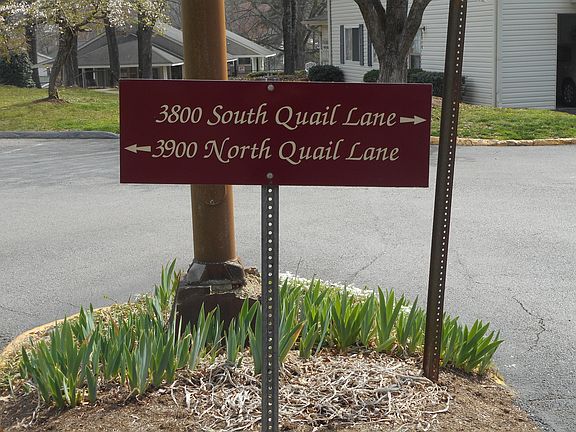 3800 South Quail Lane →
← 3900 North Quail Lane